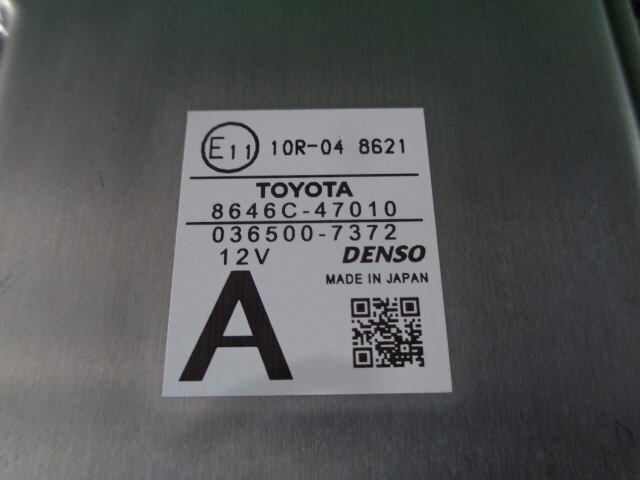 E11 10R-04 8621
TOYOTA
8646C-47010
036500-7372
12V DENSO
MADE IN JAPAN
A